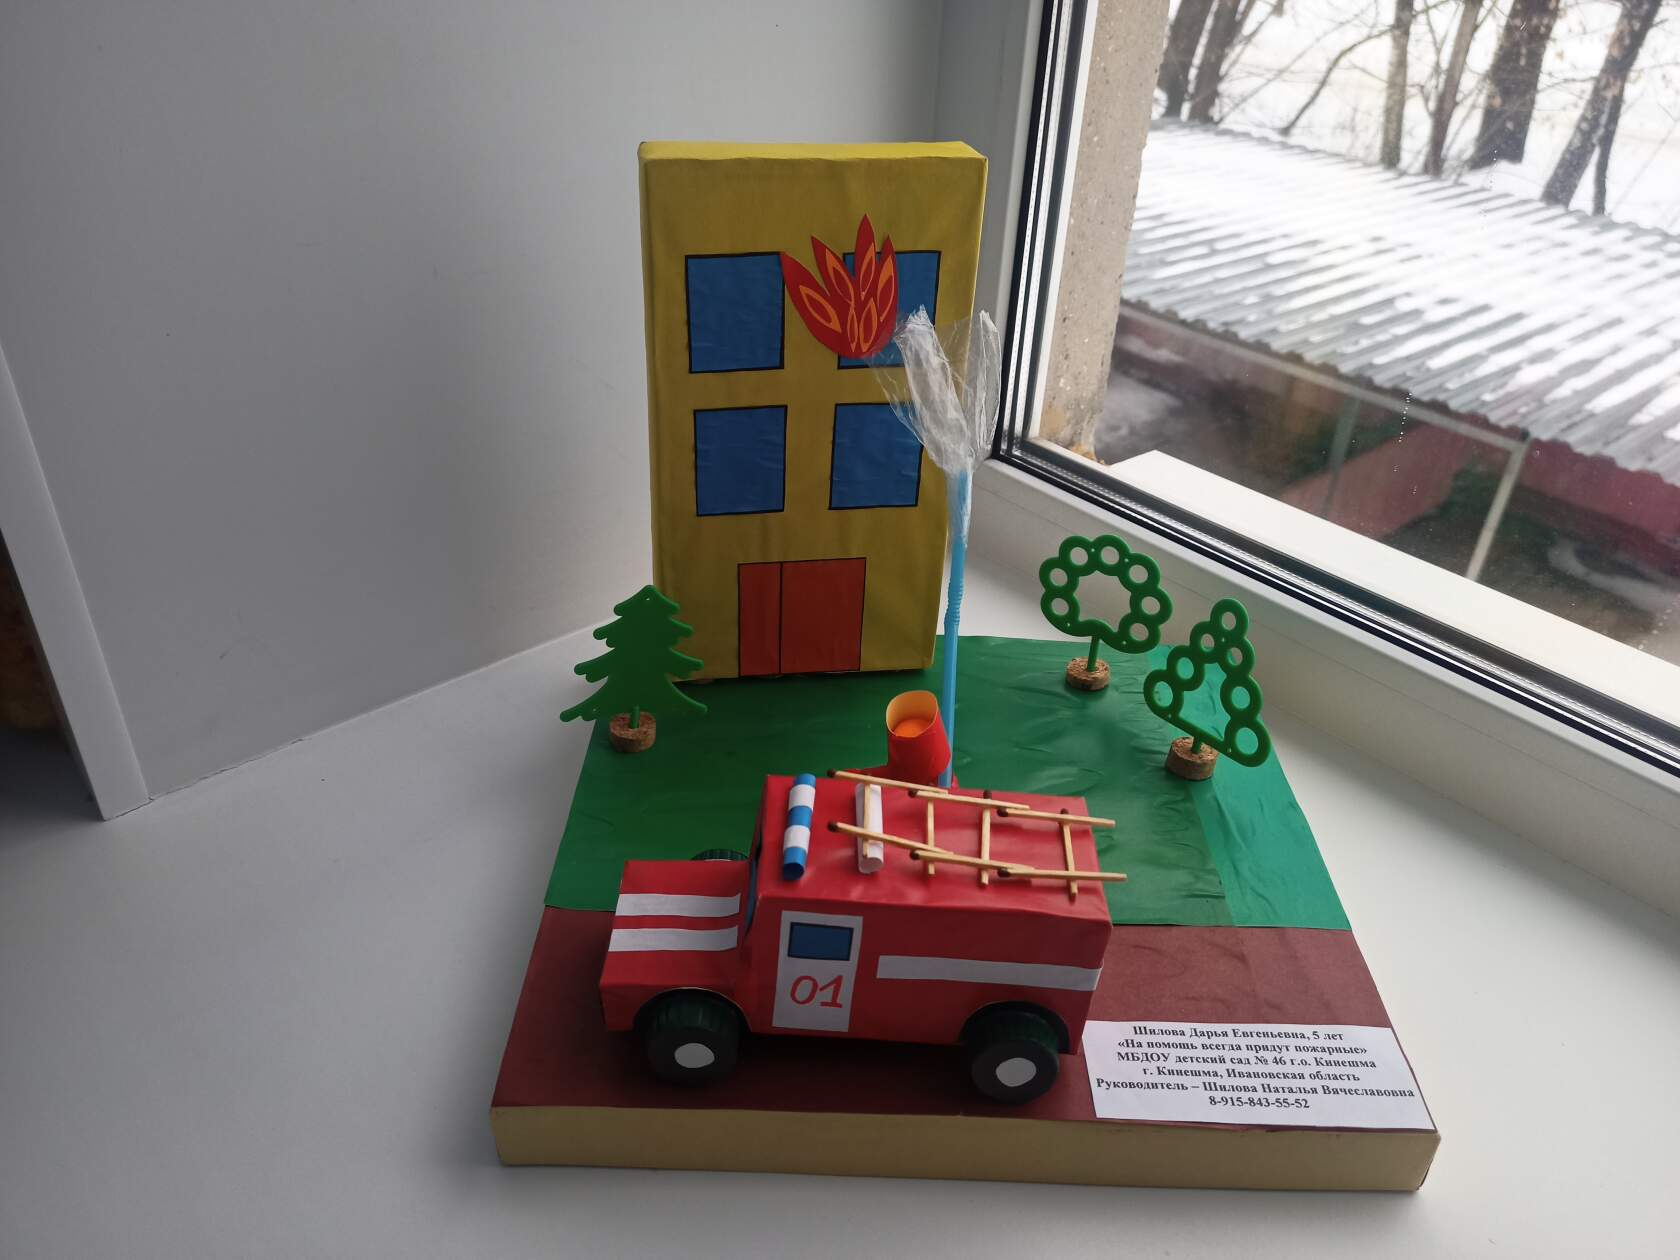 01
Шилова Дарья Евгеньевна, 5 лет
«На помощь всегда придут пожарные»
МБДОУ детский сад № 46 г.о. Кинешма
г. Кинешма, Ивановская область
Руководитель – Шилова Наталья Вячеславовна
8-915-843-55-52